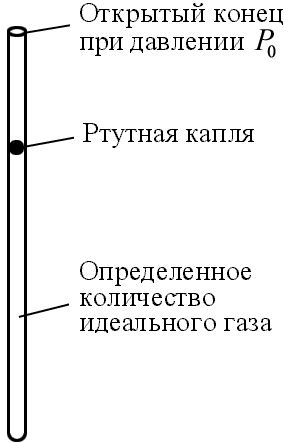 Открытый конец
при давлении P₀
Ртутная капля
Определенное
количество
идеального газа